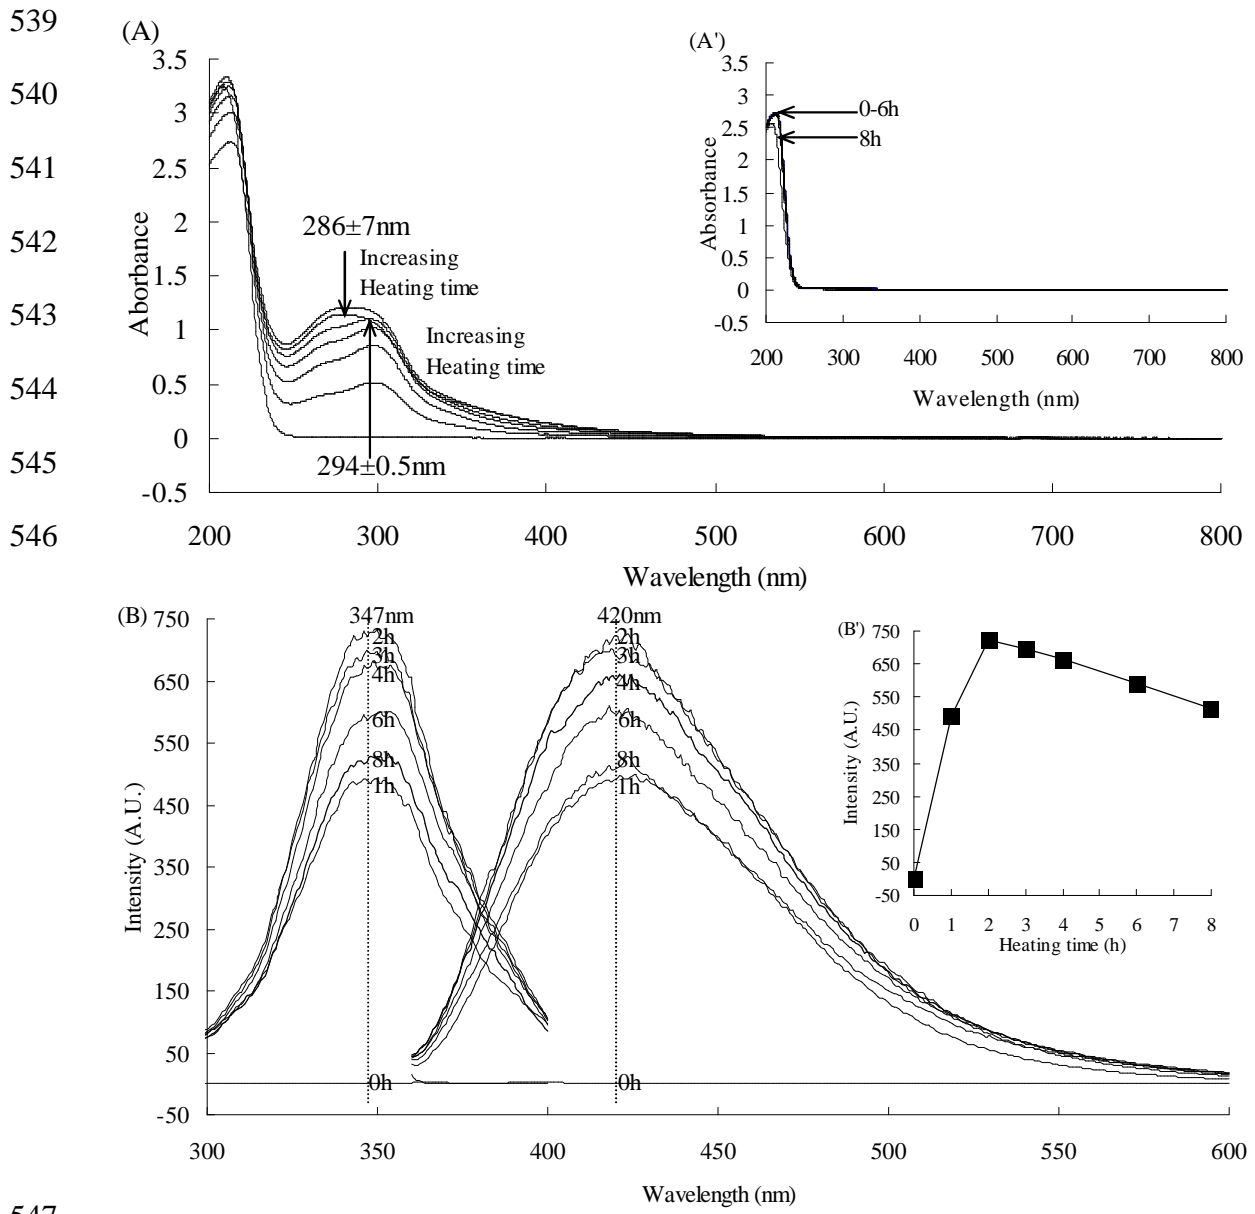 539
540
541
542
543
544
545
546
547
(A)
3.5
3
2.5
2
1.5
1
0.5
0
-0.5
Aborbance
286±7nm
Increasing
Heating time
Increasing
Heating time
294±0.5nm
200 300 400 500 600 700 800
Wavelength (nm)
(A')
3.5
3
2.5
2
1.5
1
0.5
0
-0.5
Absorbance
0-6h
8h
200 300 400 500 600 700 800
Wavelength (nm)
(B)
750
650
550
450
350
250
150
50
-50
Intensity (A.U.)
347nm
2h
3h
4h
6h
8h
1h
0h
420nm
2h
3h
4h
6h
8h
1h
0h
300 350 400 450 500 550 600
Wavelength (nm)
(B')
750
650
550
450
350
250
150
50
-50
Intensity (A.U.)
0 1 2 3 4 5 6 7 8
Heating time (h)